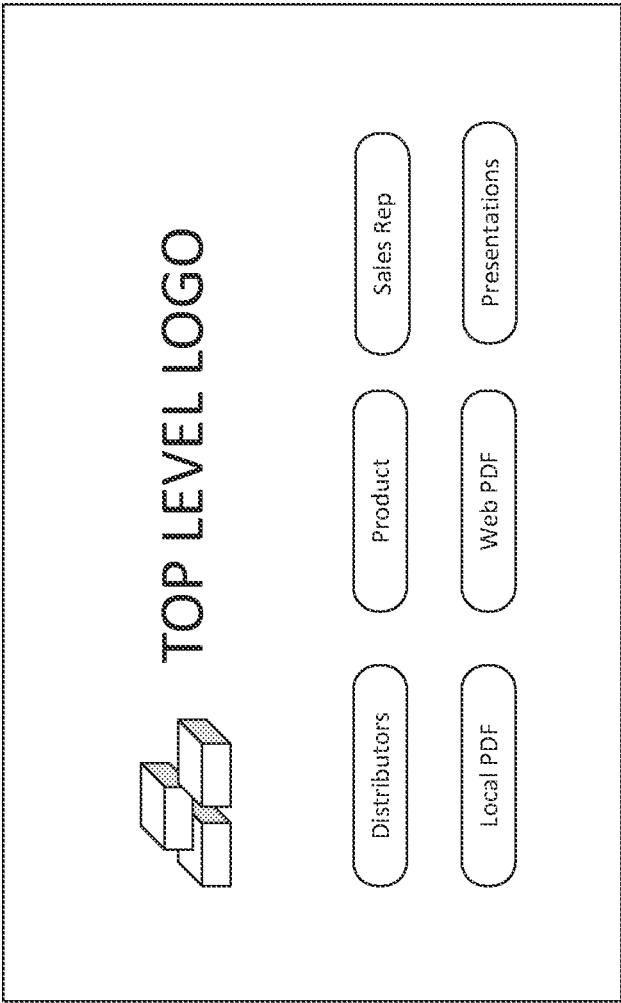 TOP LEVEL LOGO
Distributors
Product
Sales Rep
Local PDF
Web PDF
Presentations